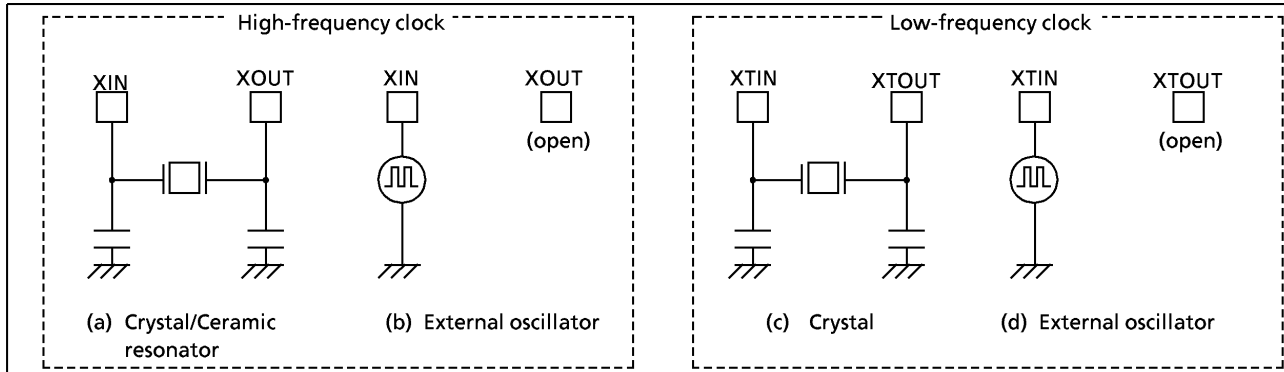 High-frequency clock
XIN
XOUT
XIN
XOUT
(open)
(a) Crystal/Ceramic
resonator
(b) External oscillator
Low-frequency clock
XTIN
XTOUT
XTIN
XTOUT
(open)
(c) Crystal
(d) External oscillator